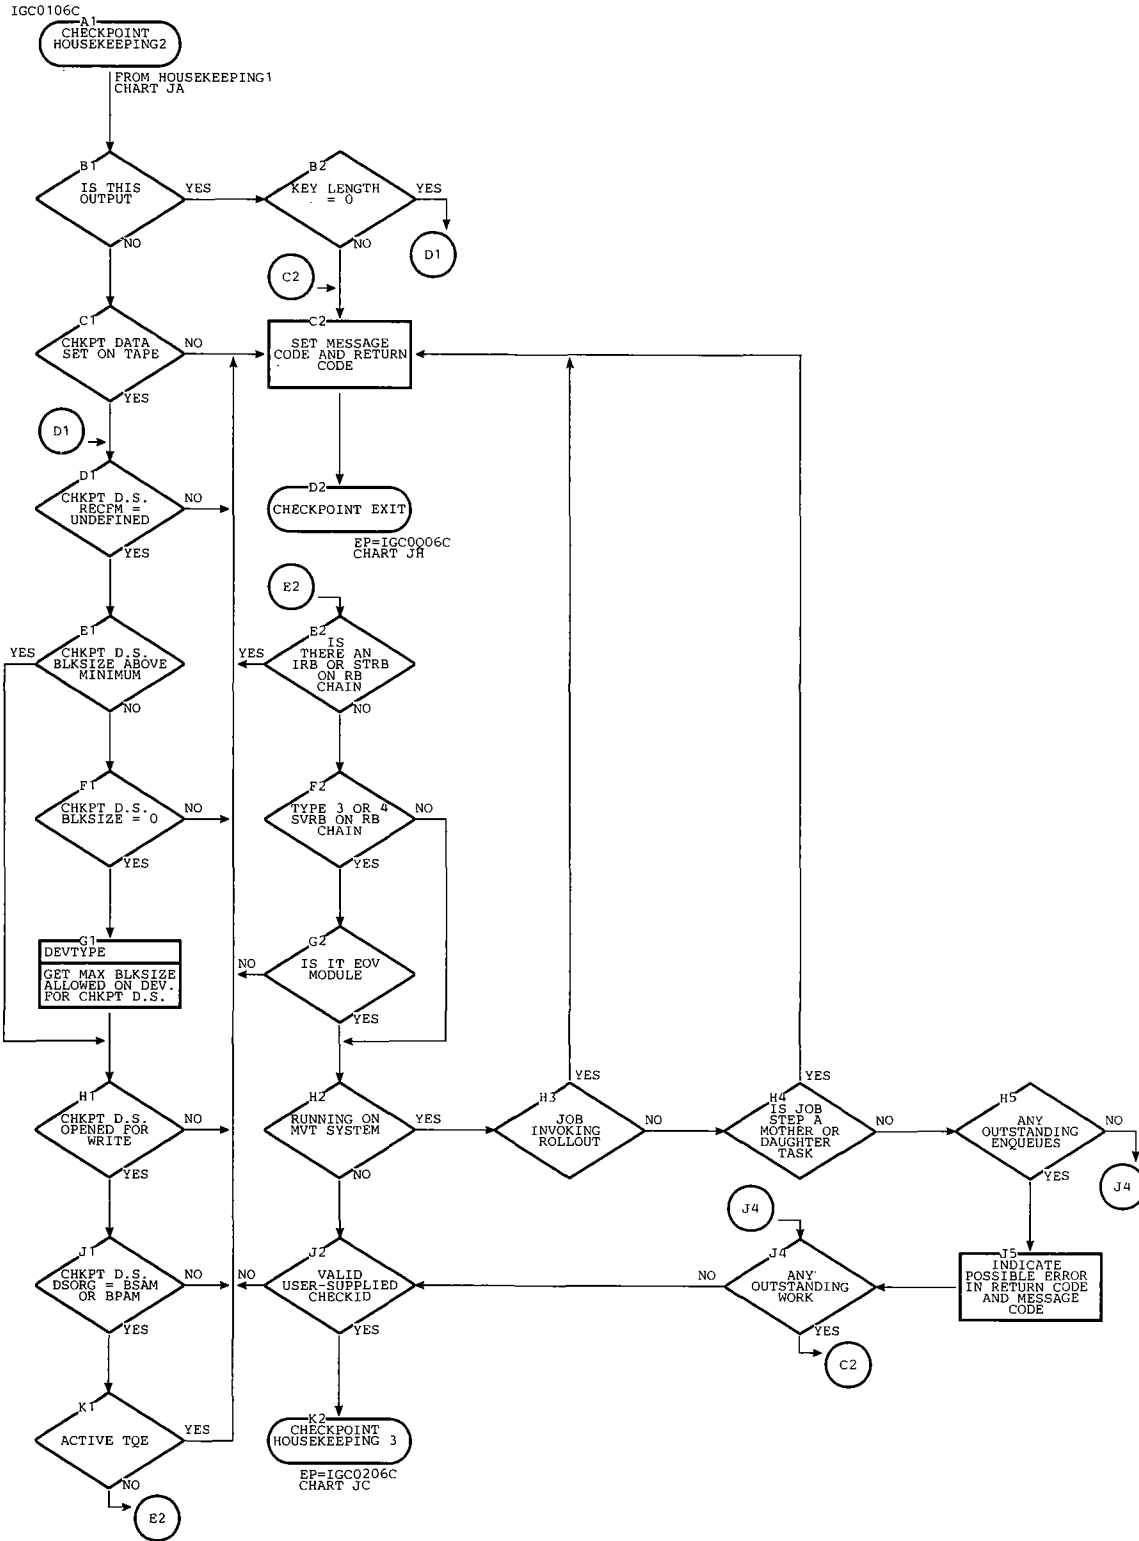 IGC0106C
A1
CHECKPOINT
HOUSEKEEPING2
FROM HOUSEKEEPING1
CHART JA
B1
IS THIS
OUTPUT
YES
NO
B2
KEY LENGTH
= 0
YES
NO
D1
C2
C1
CHKPT DATA
SET ON TAPE
NO
YES
C2
SET MESSAGE
CODE AND RETURN
CODE
D1
D1
CHKPT D.S.
RECFM =
UNDEFINED
NO
YES
D2
CHECKPOINT EXIT
EP=IGC0006C
CHART JH
E2
E1
CHKPT D.S.
BLKSIZE ABOVE
MINIMUM
YES
NO
E2
IS
THERE AN
IRB OR STRB
ON RB
CHAIN
YES
NO
F1
CHKPT D.S.
BLKSIZE = 0
NO
YES
F2
TYPE 3 OR 4
SVRB ON RB
CHAIN
NO
YES
G1
DEVTYPE
GET MAX BLKSIZE
ALLOWED ON DEV.
FOR CHKPT D.S.
G2
IS IT EOV
MODULE
NO
YES
H1
CHKPT D.S.
OPENED FOR
WRITE
NO
YES
H2
RUNNING ON
MVT SYSTEM
YES
NO
H3
JOB
INVOKING
ROLLOUT
YES
NO
H4
IS JOB
STEP A
MOTHER OR
DAUGHTER
TASK
YES
NO
H5
ANY
OUTSTANDING
ENQUEUES
NO
YES
J4
J1
CHKPT D.S.
DSORG = BSAM
OR BPAM
NO
YES
J2
VALID
USER-SUPPLIED
CHECKID
NO
YES
J4
J4
ANY
OUTSTANDING
WORK
NO
YES
C2
J5
INDICATE
POSSIBLE ERROR
IN RETURN CODE
AND MESSAGE
CODE
K1
ACTIVE TQE
YES
NO
E2
K2
CHECKPOINT
HOUSEKEEPING 3
EP=IGC0206C
CHART JC